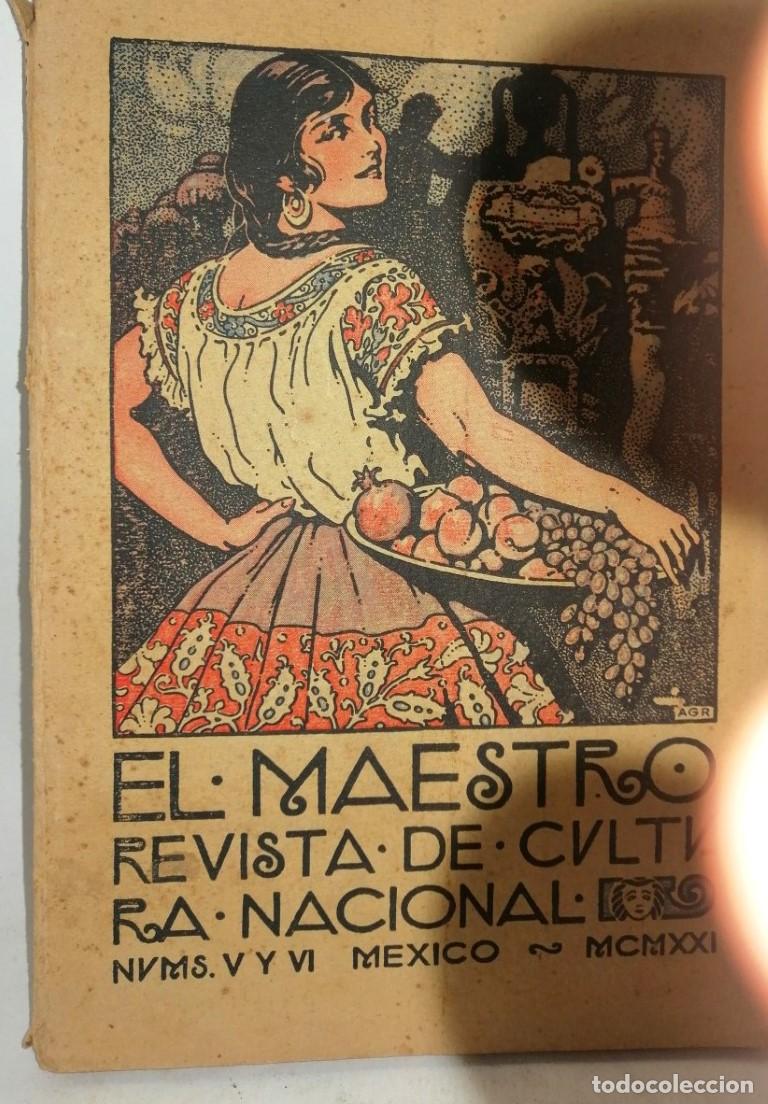 AGR
EL·MAESTRO
REVISTA·DE·CVLTV
RA·NACIONAL·
NVMS. V Y VI MEXICO ~ MCMXXI
todocoleccion